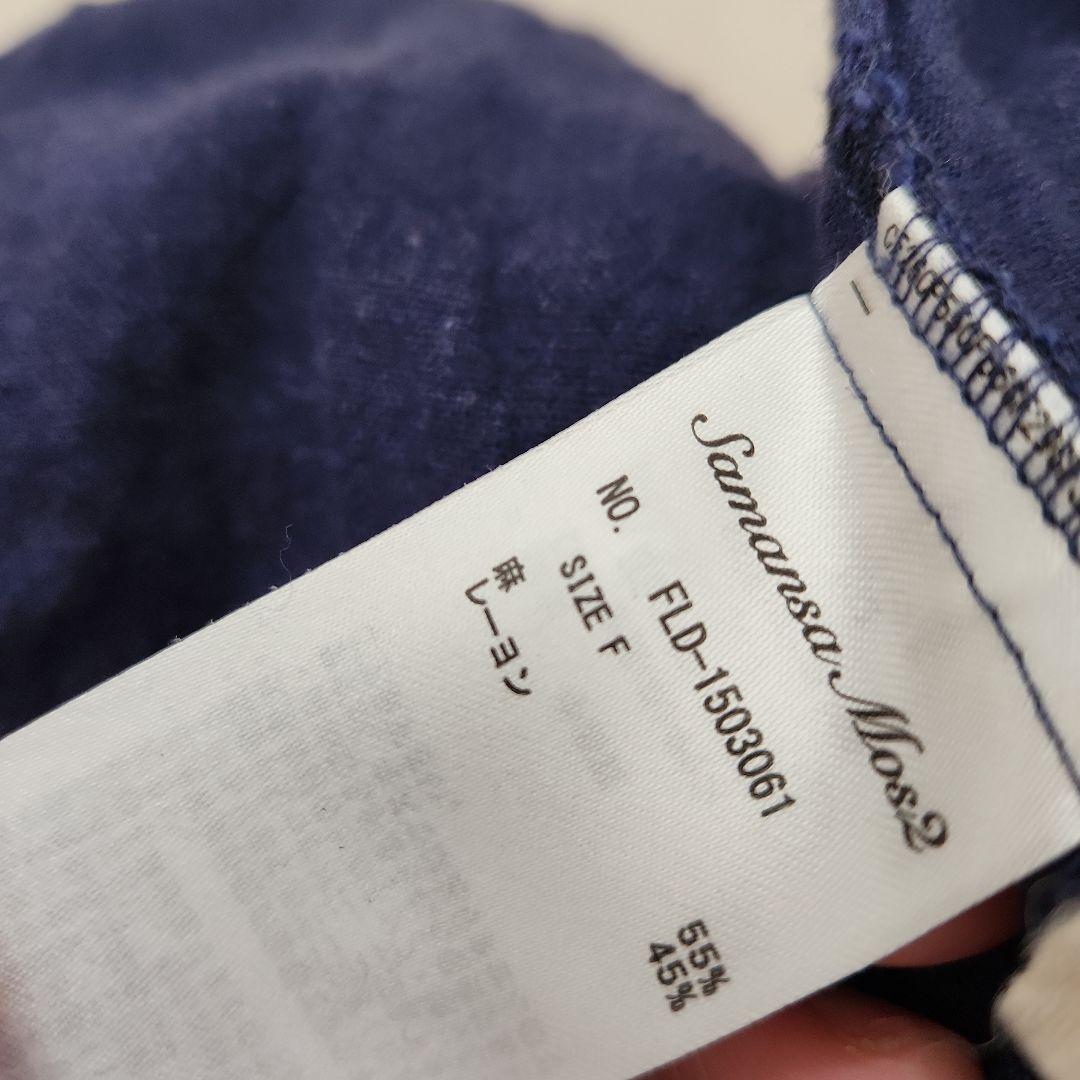 Samansa Mos2
NO. FLD-1503061
SIZE F
麻 55%
レーヨン 45%